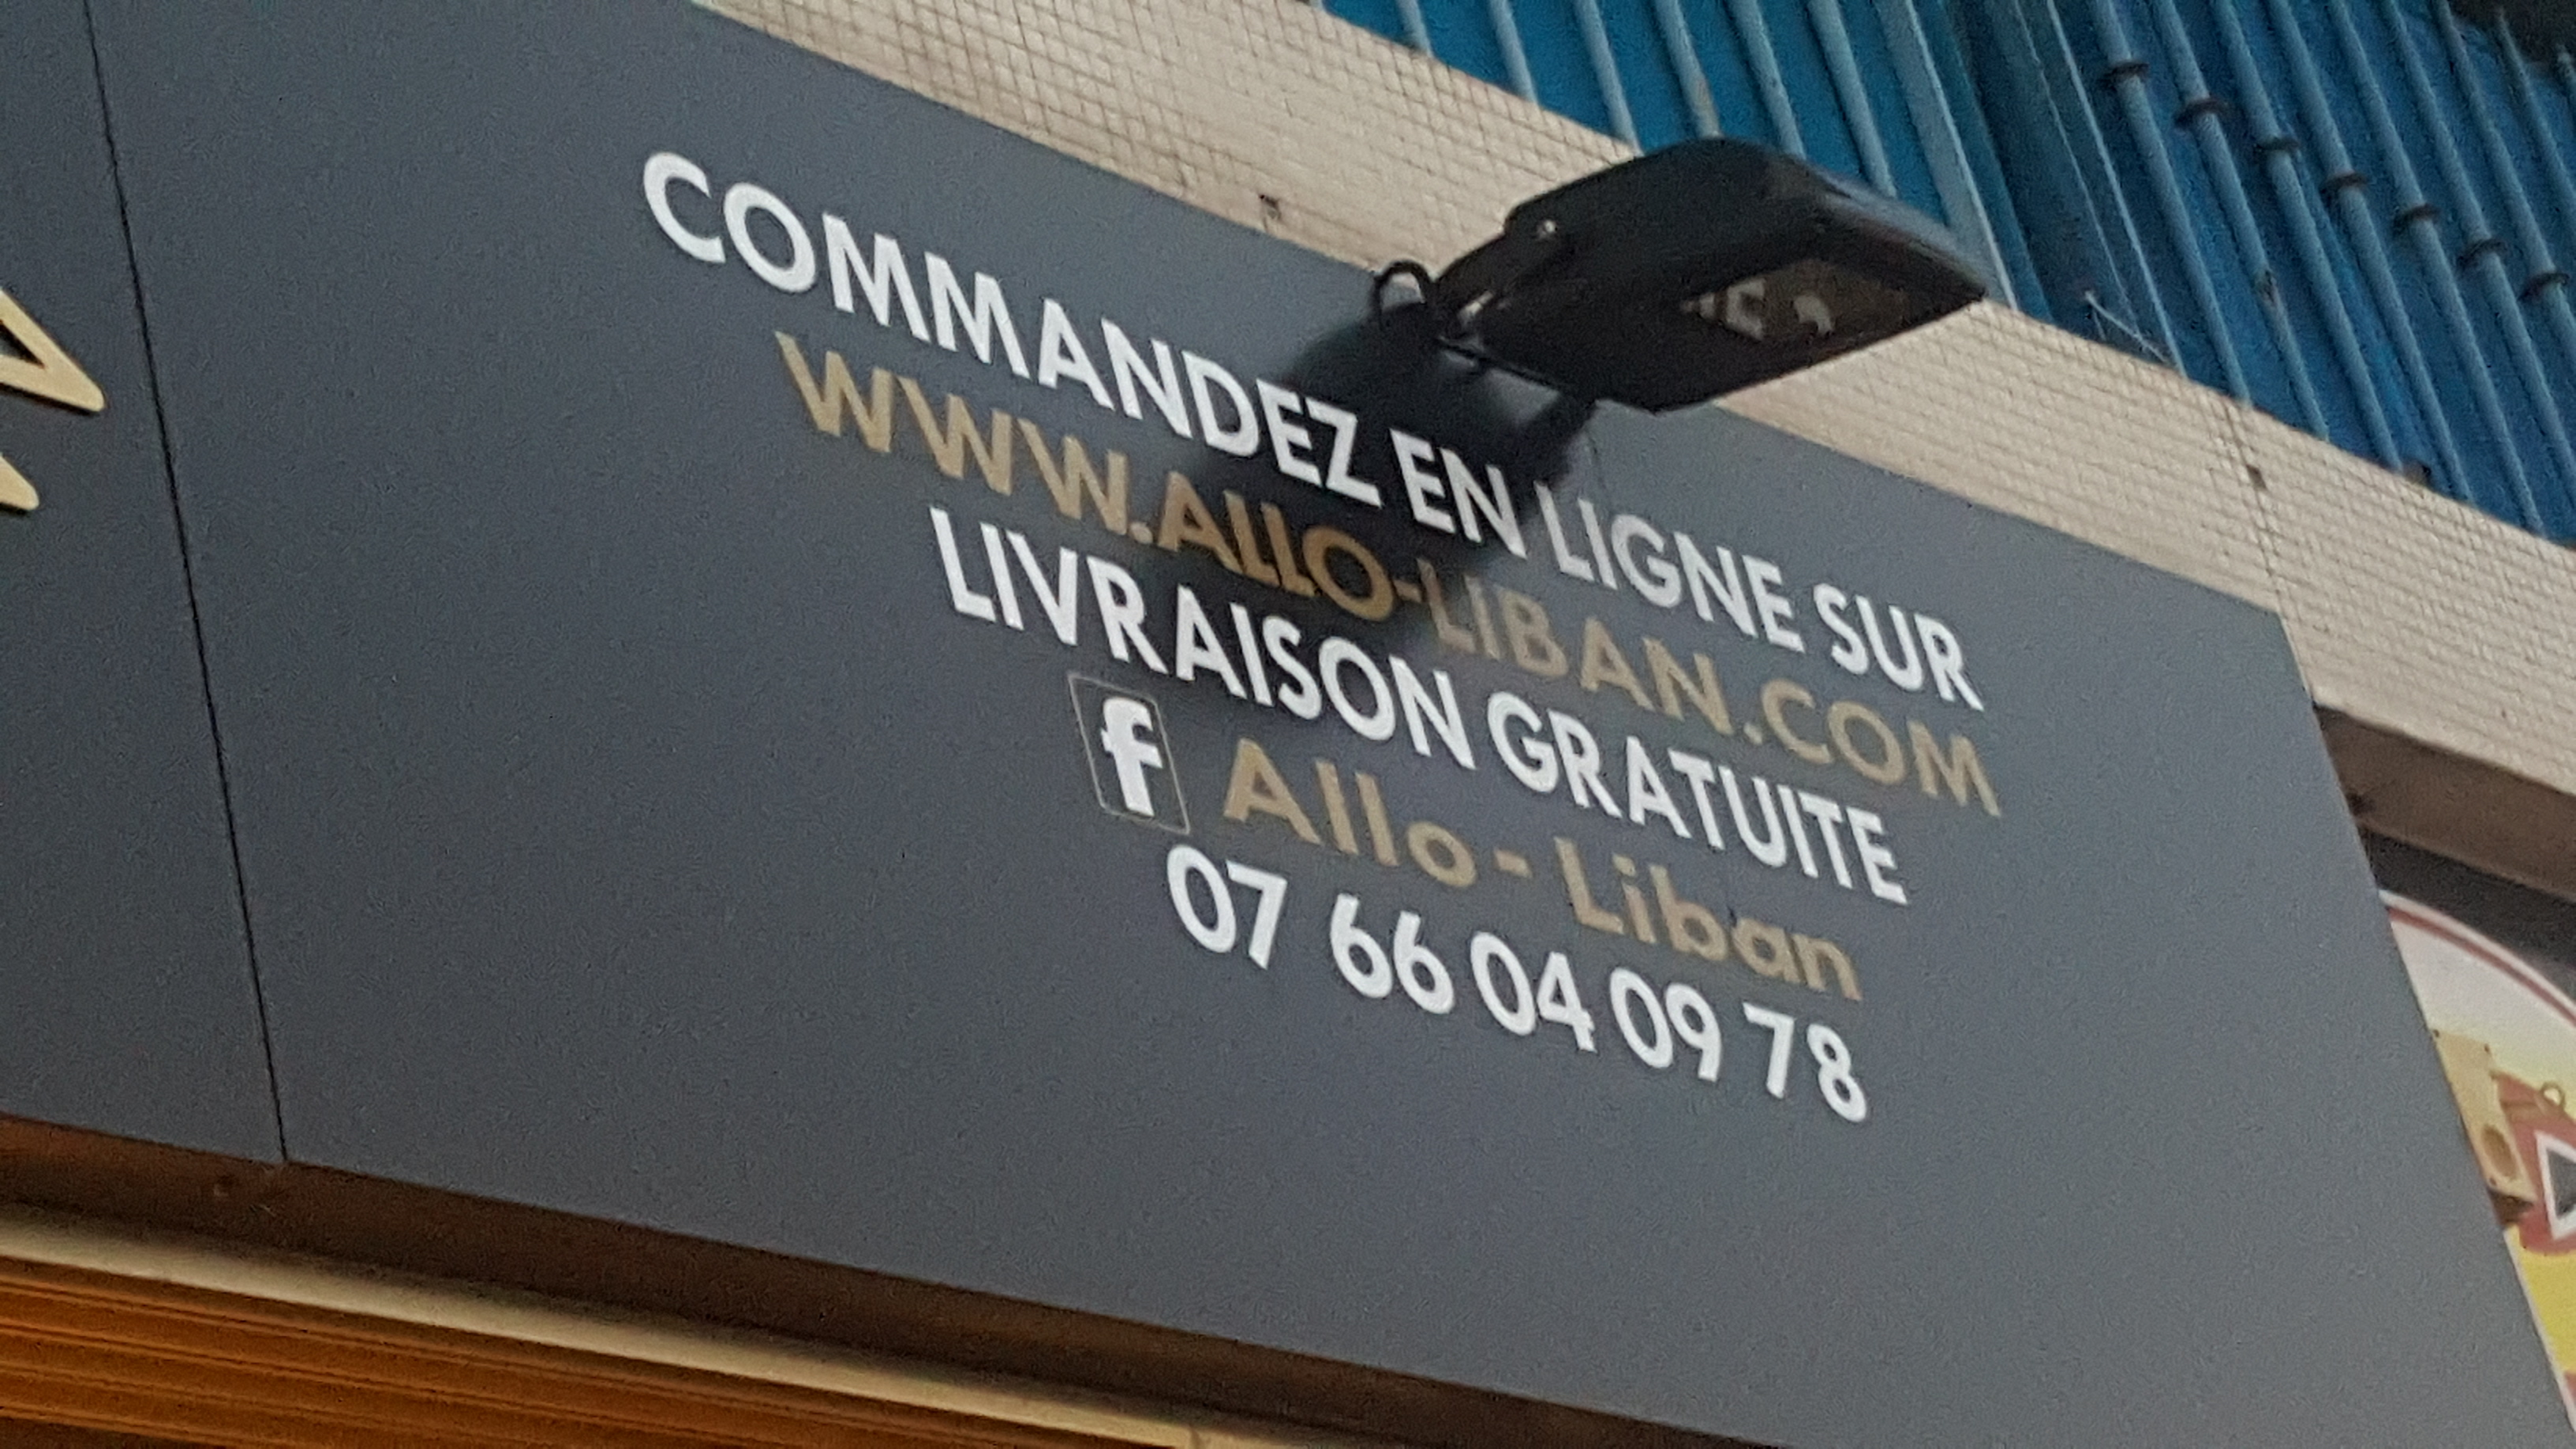 COMMANDEZ EN LIGNE SUR
WWW.ALLO-LIBAN.COM
LIVRAISON GRATUITE
f Allo-Liban
07 66 04 09 78